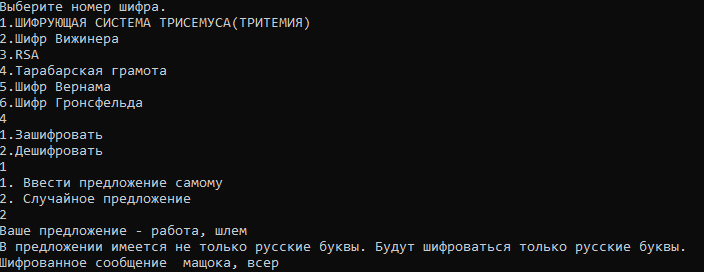 Выберите номер шифра.
1.ШИФРУЮЩАЯ СИСТЕМА ТРИСЕМУСА(ТРИТЕМИЯ)
2.Шифр Вижинера
3.RSA
4.Тарабарская грамота
5.Шифр Вернама
6.Шифр Гронсфельда
4
1.Зашифровать
2.Дешифровать
1
1. Ввести предложение самому
2. Случайное предложение
2
Ваше предложение - работа, шлем
В предложении имеется не только русские буквы. Будут шифроваться только русские буквы.
Шифрованное сообщение  мащока, всер